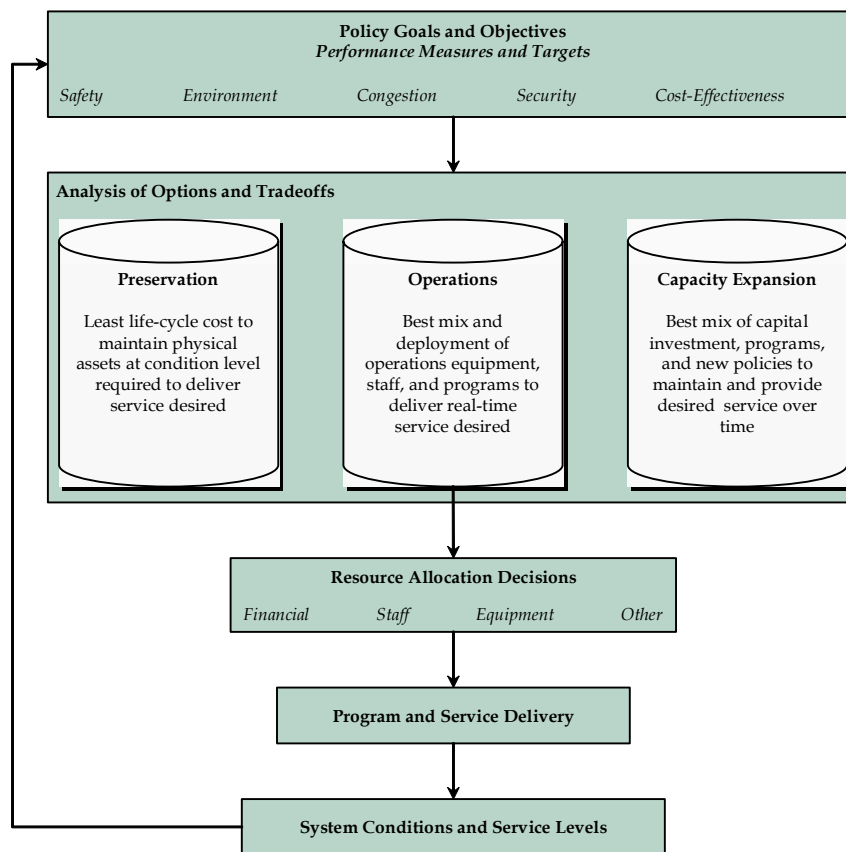 Policy Goals and Objectives
Performance Measures and Targets
Safety Environment Congestion Security Cost-Effectiveness
Analysis of Options and Tradeoffs
Preservation
Least life-cycle cost to
maintain physical
assets at condition level
required to deliver
service desired
Operations
Best mix and
deployment of
operations equipment,
staff, and programs to
deliver real-time
service desired
Capacity Expansion
Best mix of capital
investment, programs,
and new policies to
maintain and provide
desired service over
time
Resource Allocation Decisions
Financial Staff Equipment Other
Program and Service Delivery
System Conditions and Service Levels